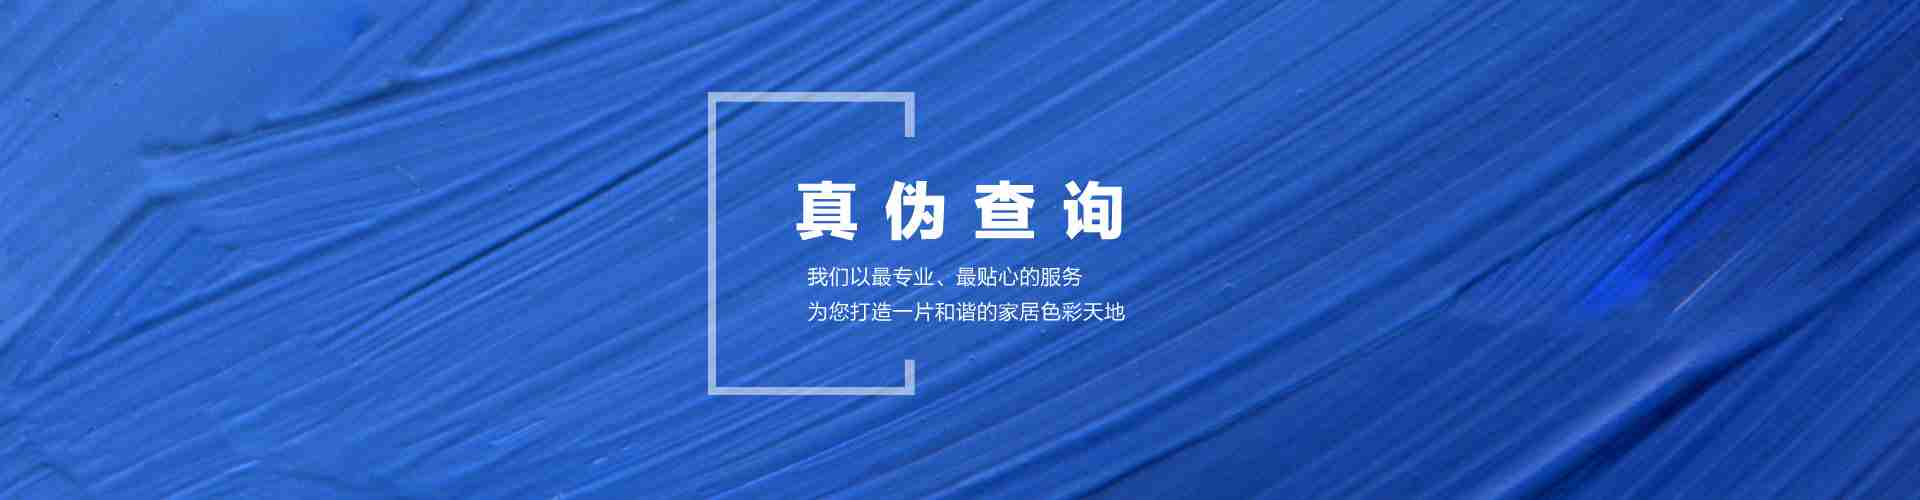 真伪查询
我们以最专业、最贴心的服务
为您打造一片和谐的家居色彩天地